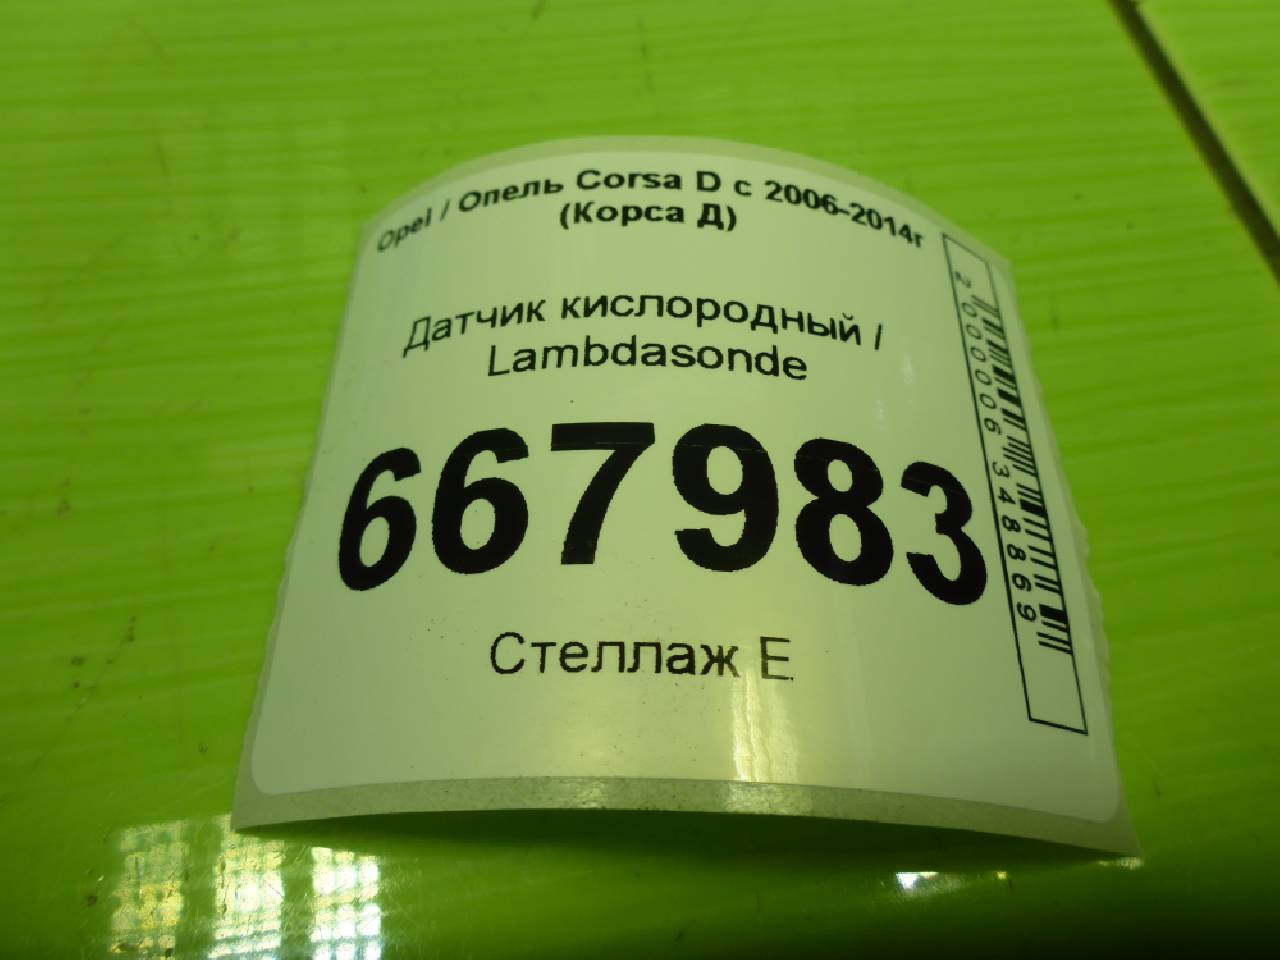 Opel / Опель Corsa D с 2006-2014г
(Корса Д)
Датчик кислородный /
Lambdasonde
667983
Стеллаж Е
2000006348869